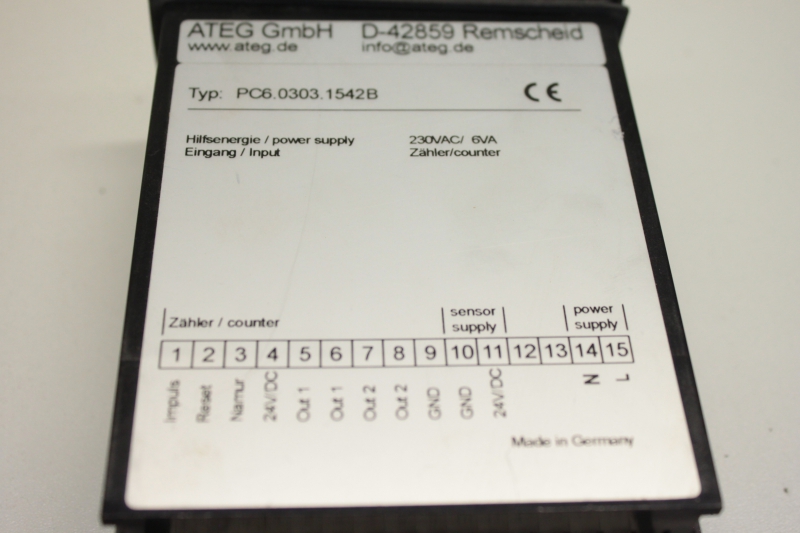 ATEG GmbH D-42859 Remscheid
www.ateg.de info@ateg.de
Typ: PC6.0303.1542B CE
Hilfsenergie / power supply 230VAC/ 6VA
Eingang / Input Zähler/counter
Zähler / counter
sensor supply
power supply
1 2 3 4 5 6 7 8 9 10 11 12 13 14 15
Impuls Reset Namur 24V/DC Out 1 Out 1 Out 2 Out 2 GND GND 24V/DC N L
Made in Germany